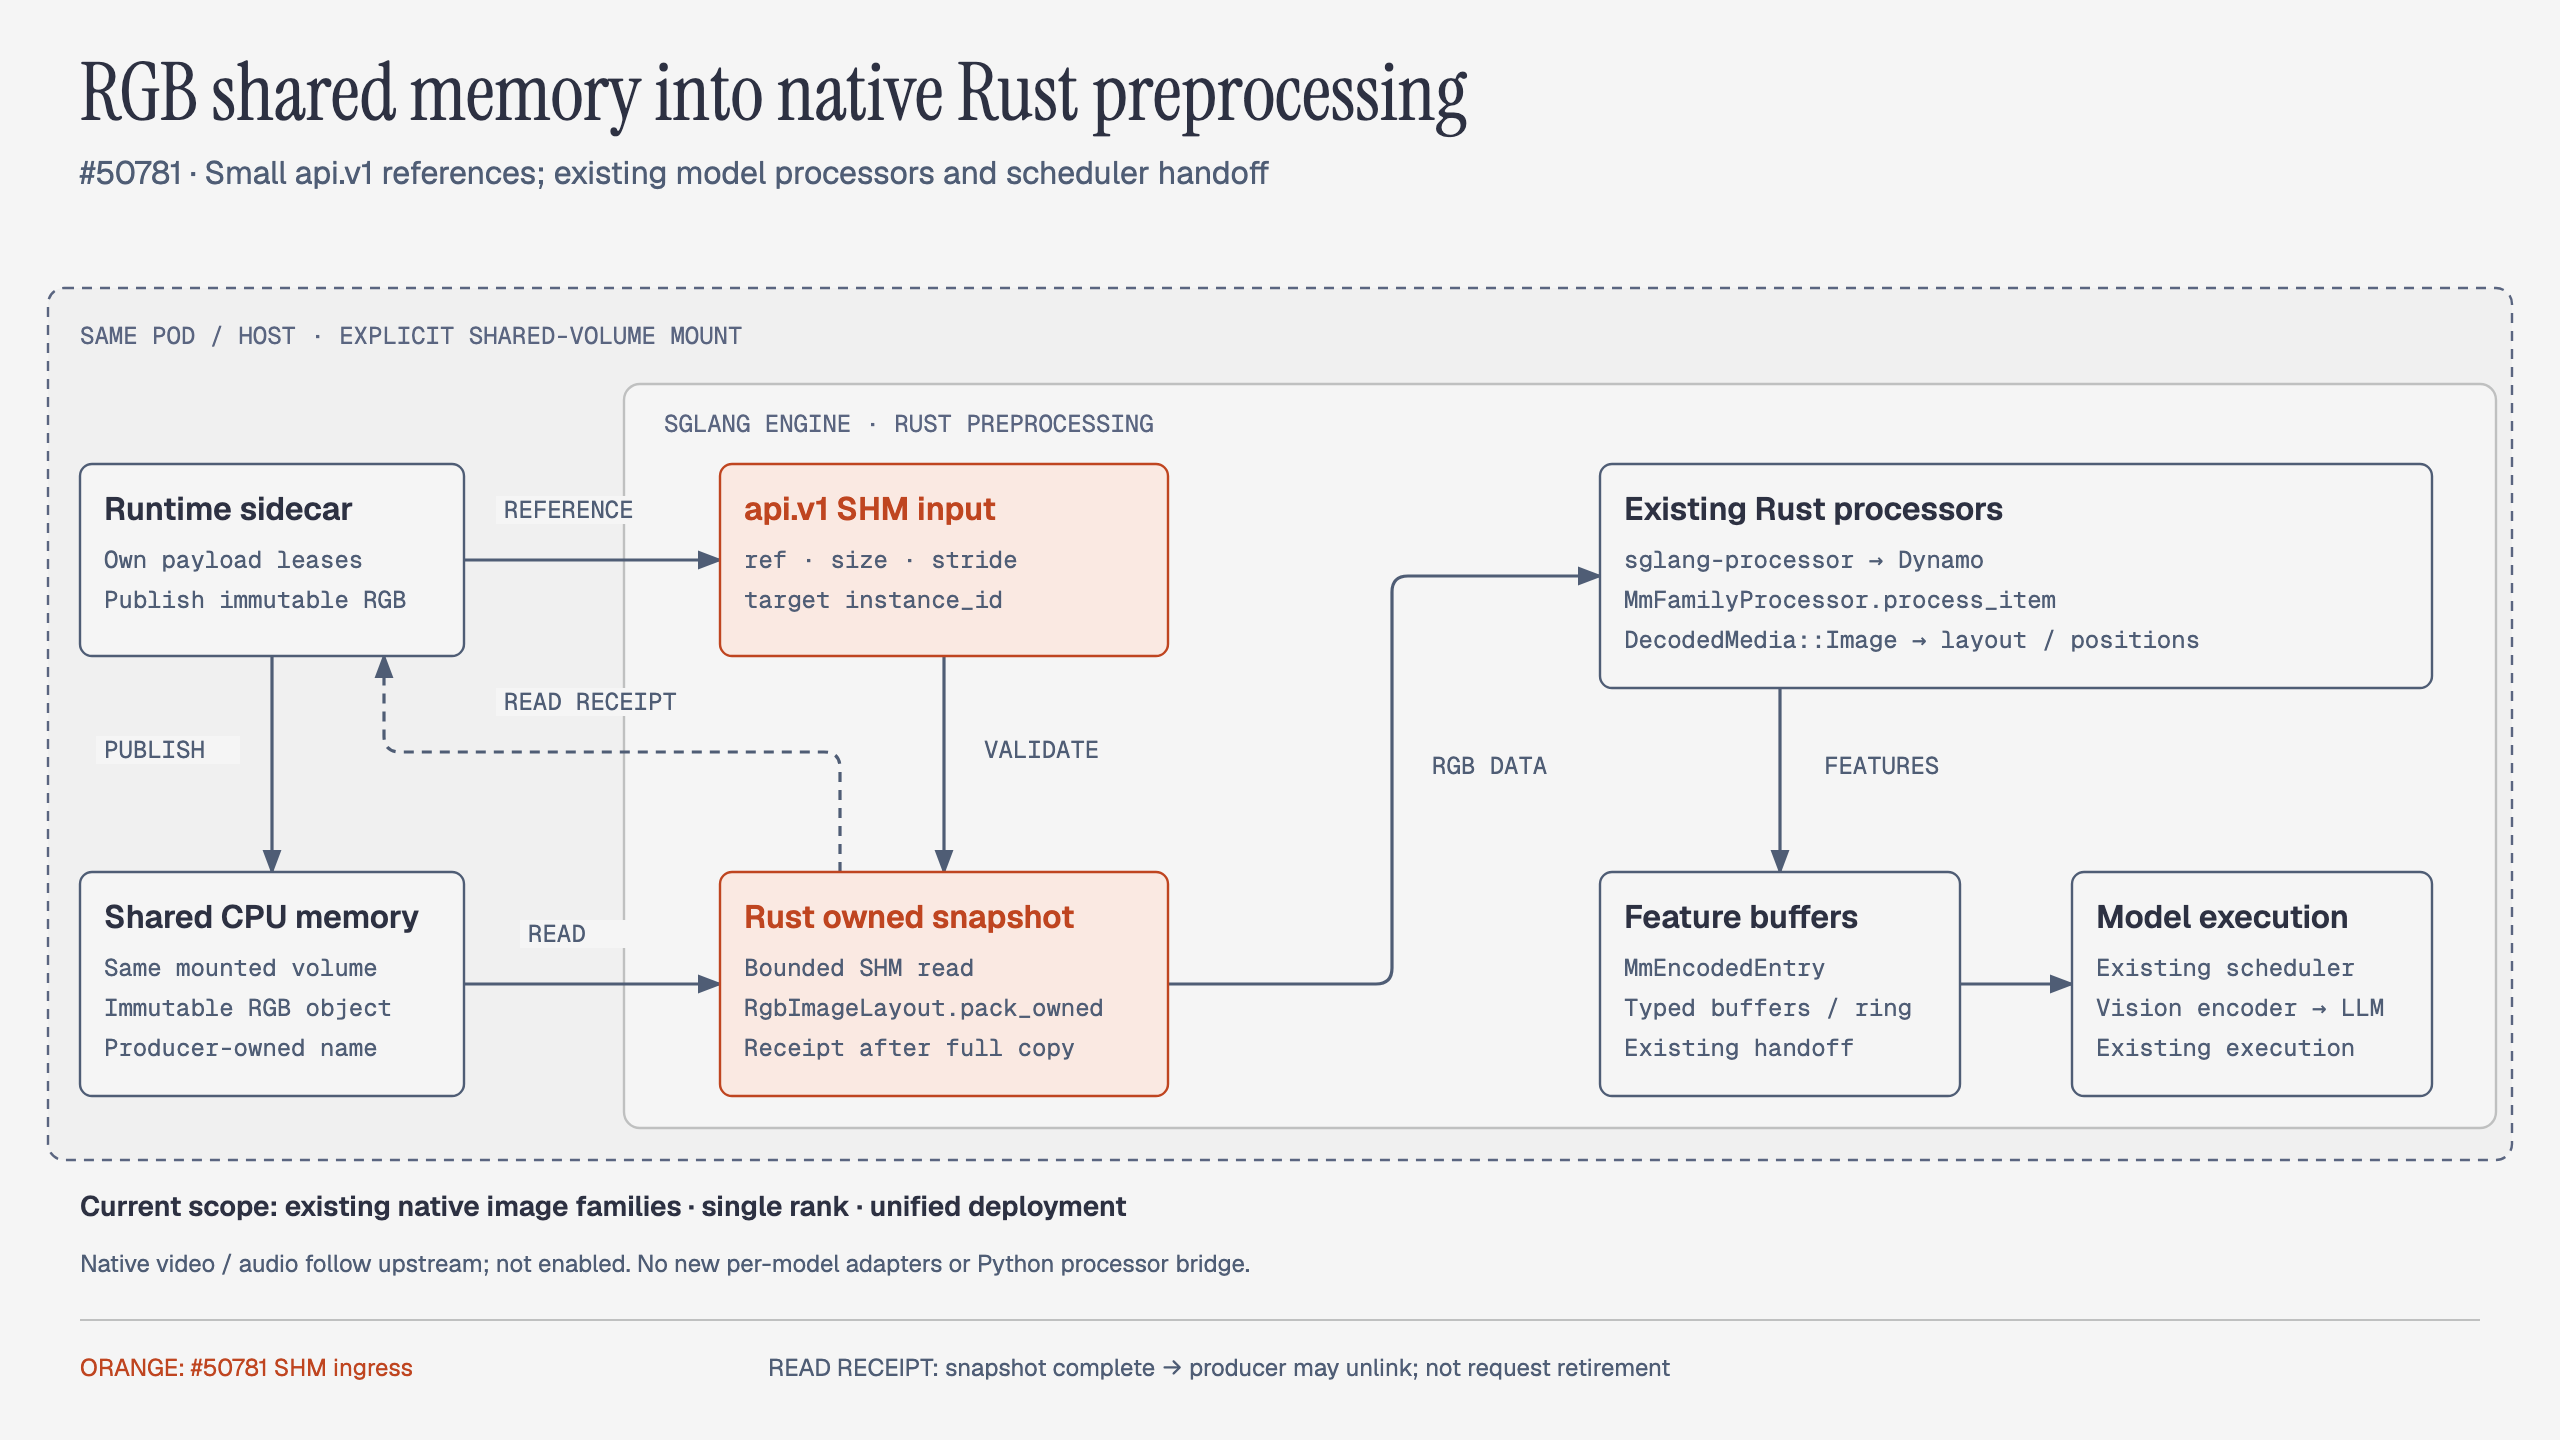 RGB shared memory into native Rust preprocessing
#50781 · Small api.v1 references; existing model processors and scheduler handoff
SAME POD / HOST · EXPLICIT SHARED-VOLUME MOUNT
SGLANG ENGINE · RUST PREPROCESSING
Runtime sidecar
Own payload leases
Publish immutable RGB
REFERENCE
api.v1 SHM input
ref · size · stride
target instance_id
Existing Rust processors
sglang-processor → Dynamo
MmFamilyProcessor.process_item
DecodedMedia::Image → layout / positions
READ RECEIPT
PUBLISH
VALIDATE
RGB DATA
FEATURES
Shared CPU memory
Same mounted volume
Immutable RGB object
Producer-owned name
READ
Rust owned snapshot
Bounded SHM read
RgbImageLayout.pack_owned
Receipt after full copy
Feature buffers
MmEncodedEntry
Typed buffers / ring
Existing handoff
Model execution
Existing scheduler
Vision encoder → LLM
Existing execution
Current scope: existing native image families · single rank · unified deployment
Native video / audio follow upstream; not enabled. No new per-model adapters or Python processor bridge.
ORANGE: #50781 SHM ingress
READ RECEIPT: snapshot complete → producer may unlink; not request retirement